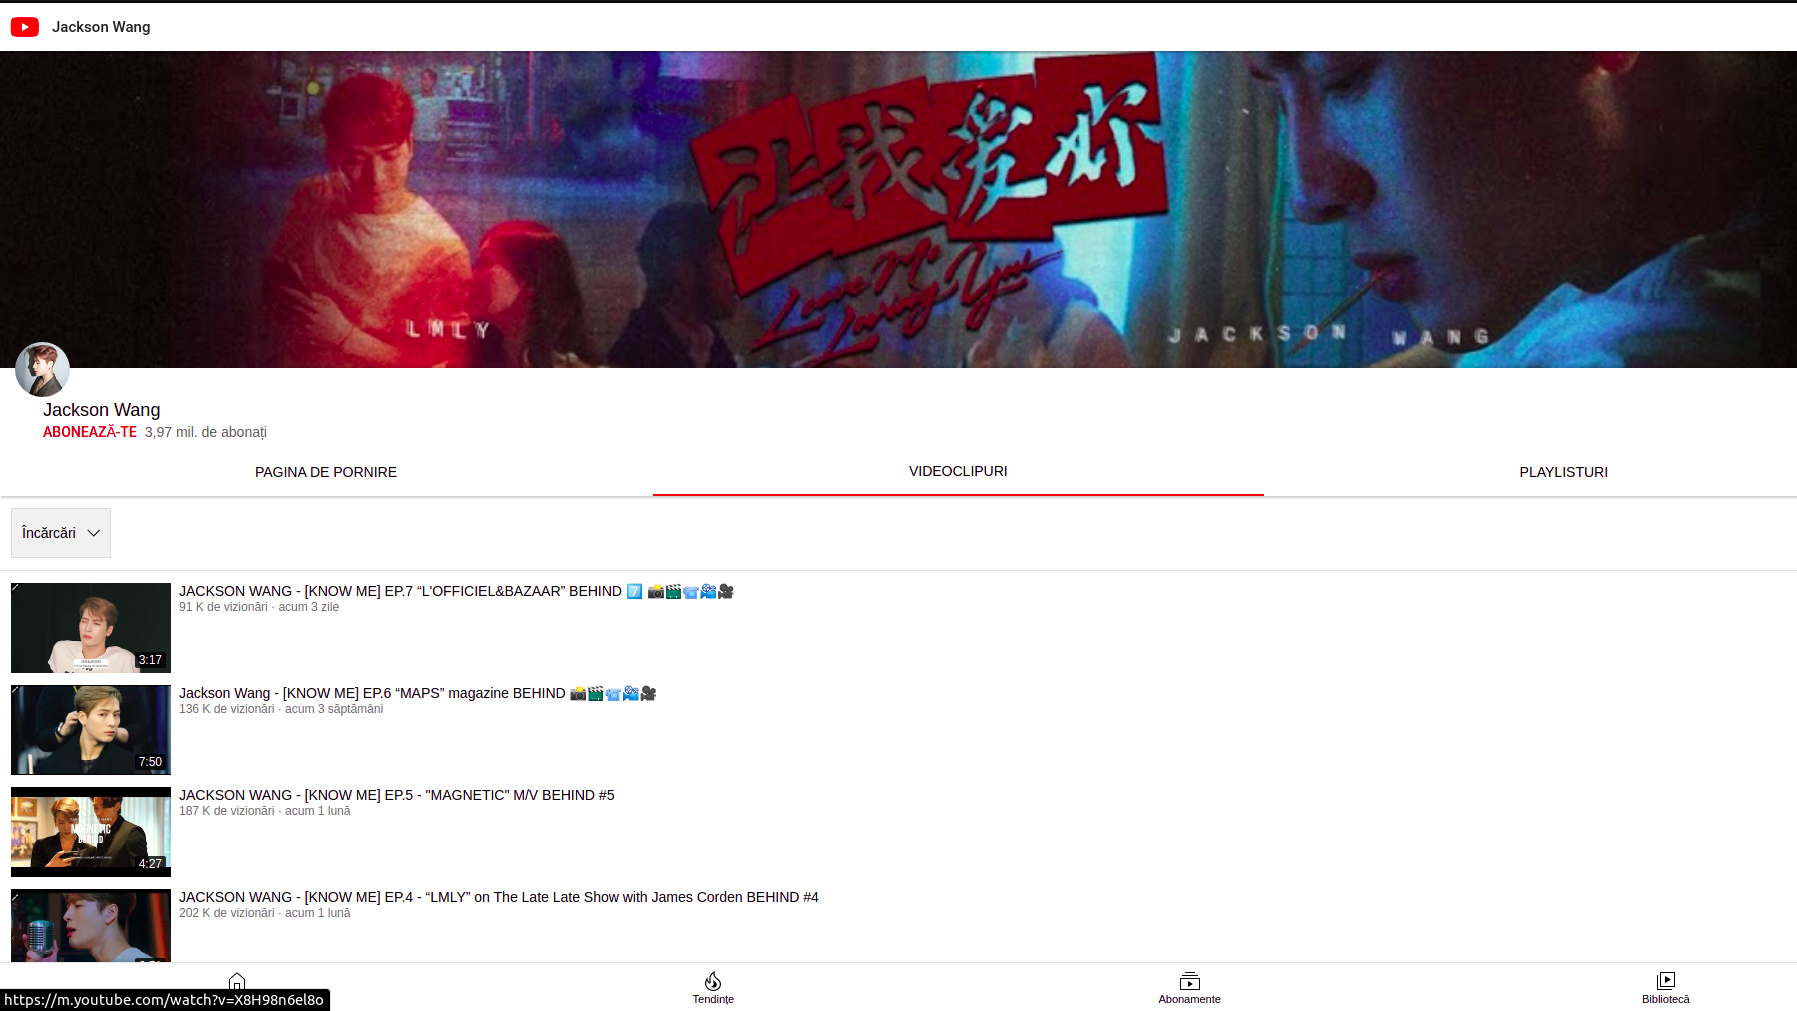 Jackson Wang
让我爱你
Leave Me
Loving You
LMLY
JACKSON WANG
Jackson Wang
ABONEAZĂ-TE 3,97 mil. de abonați
PAGINA DE PORNIRE VIDEOCLIPURI PLAYLISTURI
Încărcări
JACKSON WANG - [KNOW ME] EP.7 “L'OFFICIEL&BAZAAR” BEHIND 7️⃣ 📸🎬📹📽🎥
91 K de vizionări · acum 3 zile
3:17
Jackson Wang - [KNOW ME] EP.6 “MAPS” magazine BEHIND 📸🎬📹📽🎥
136 K de vizionări · acum 3 săptămâni
7:50
JACKSON WANG - [KNOW ME] EP.5 - "MAGNETIC" M/V BEHIND #5
187 K de vizionări · acum 1 lună
MAGNETIC
BEHIND
4:27
JACKSON WANG - [KNOW ME] EP.4 - “LMLY” on The Late Late Show with James Corden BEHIND #4
202 K de vizionări · acum 1 lună
Tendințe Abonamente Bibliotecă
https://m.youtube.com/watch?v=X8H98n6el8o